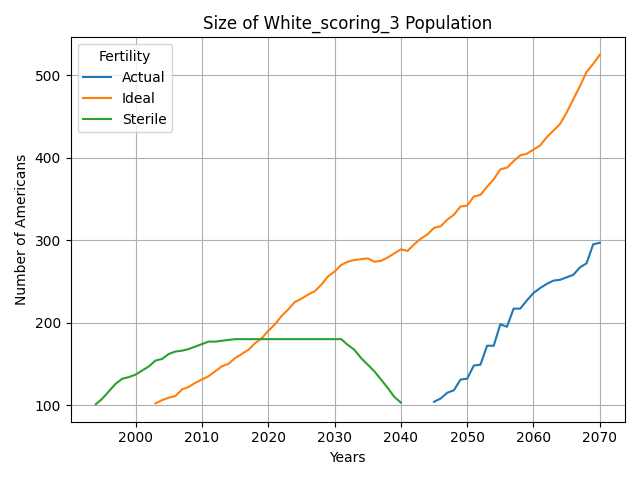 Size of White_scoring_3 Population
Fertility
Actual
Ideal
Sterile
Number of Americans
500
400
300
200
100
2000
2010
2020
2030
2040
2050
2060
2070
Years